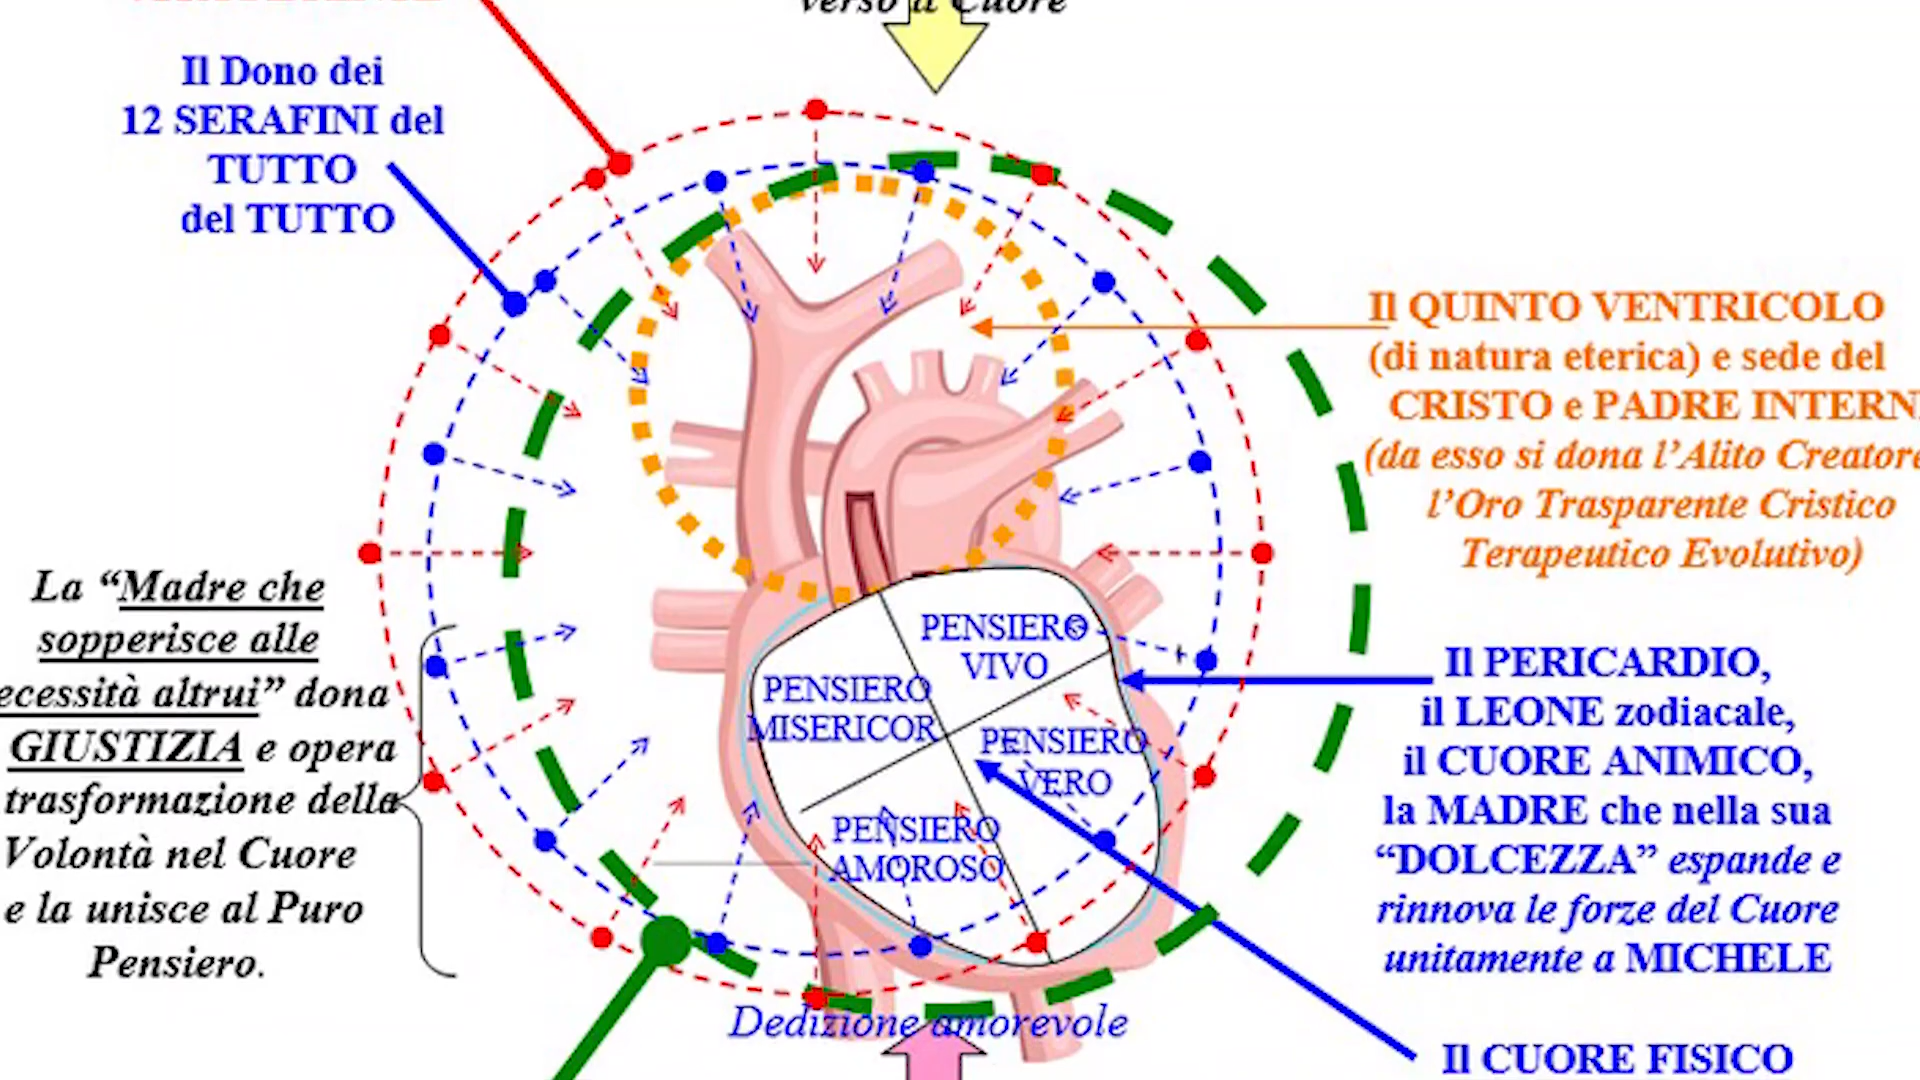 verso il Cuore
Il Dono dei
12 SERAFINI del
TUTTO
del TUTTO
Il QUINTO VENTRICOLO
(di natura eterica) e sede del
CRISTO e PADRE INTERN
(da esso si dona l’Alito Creatore
l’Oro Trasparente Cristico
Terapeutico Evolutivo)
La “Madre che
sopperisce alle
ecessità altrui” dona
GIUSTIZIA e opera
trasformazione della
Volontà nel Cuore
e la unisce al Puro
Pensiero.
PENSIERO
VIVO
PENSIERO
MISERICOR
PENSIERO
VERO
PENSIERO
AMOROSO
Il PERICARDIO,
il LEONE zodiacale,
il CUORE ANIMICO,
la MADRE che nella sua
“DOLCEZZA” espande e
rinnova le forze del Cuore
unitamente a MICHELE
Dedizione amorevole
Il CUORE FISICO